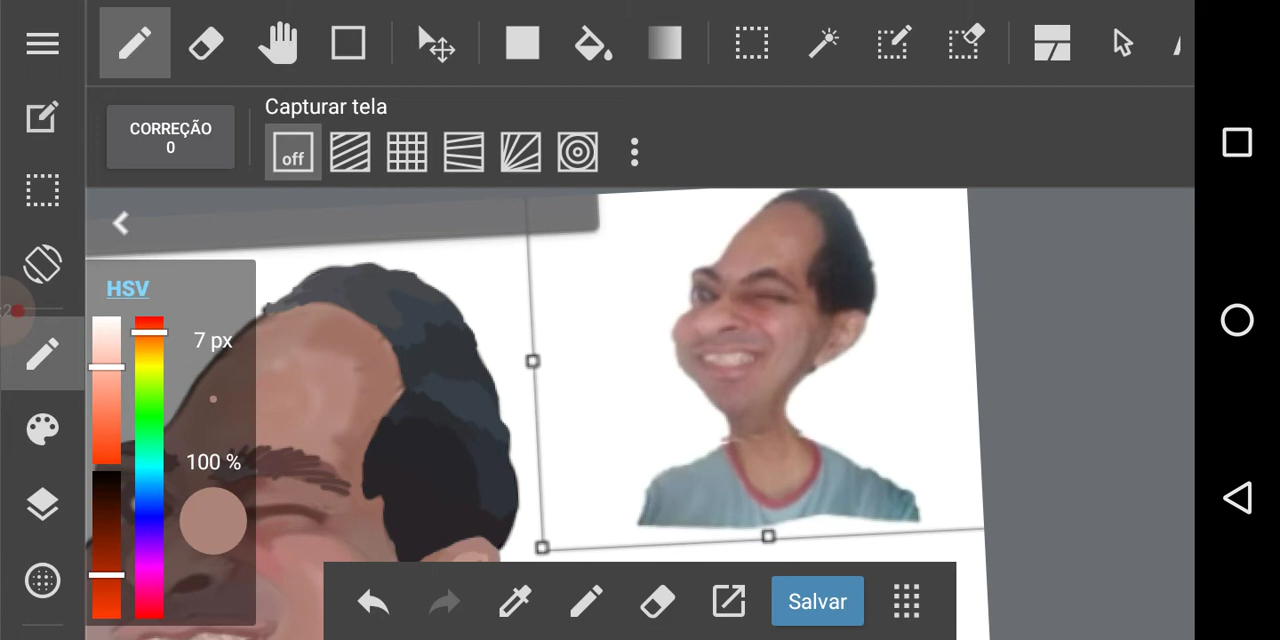 Capturar tela
CORREÇÃO
0
off
HSV
7 px
100 %
Salvar